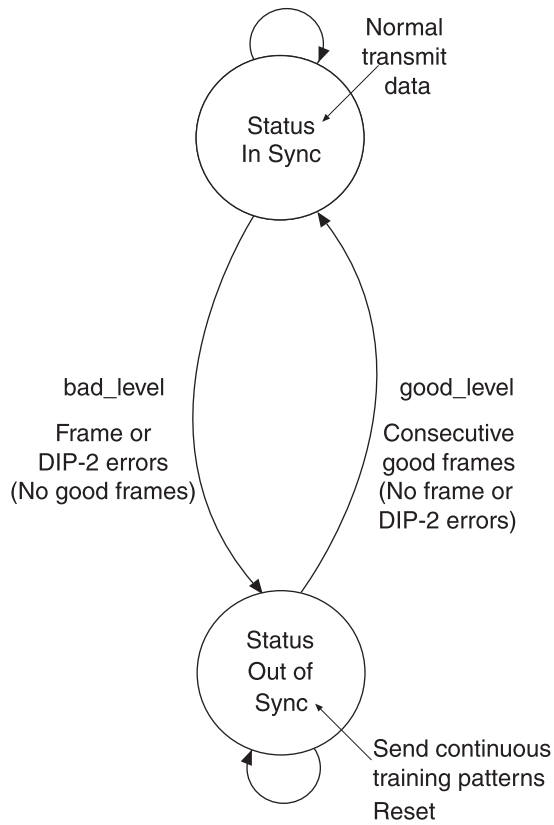 Normal
transmit
data
Status
In Sync
bad_level
Frame or
DIP-2 errors
(No good frames)
good_level
Consecutive
good frames
(No frame or
DIP-2 errors)
Status
Out of
Sync
Send continuous
training patterns
Reset